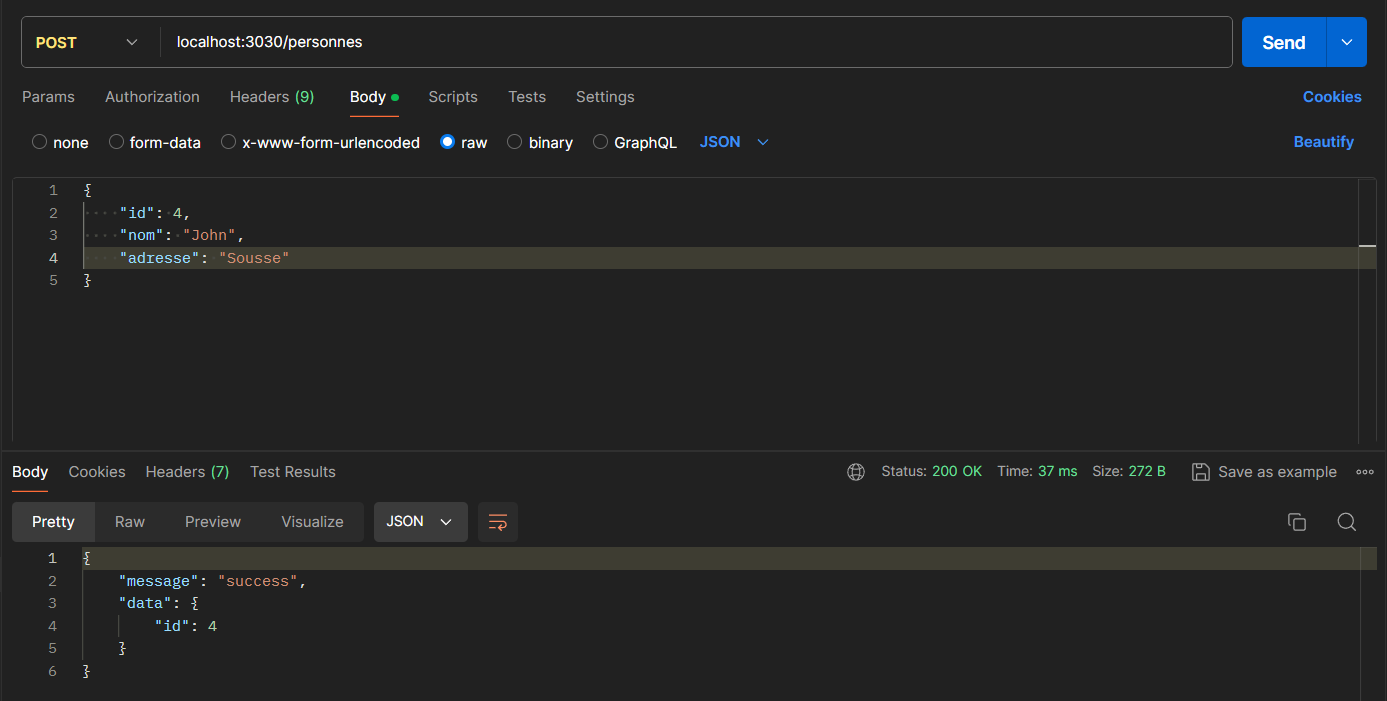 POST localhost:3030/personnes Send
Params Authorization Headers (9) Body Scripts Tests Settings Cookies
none form-data x-www-form-urlencoded raw binary GraphQL JSON Beautify
1 {
2 "id": 4,
3 "nom": "John",
4 "adresse": "Sousse"
5 }
Body Cookies Headers (7) Test Results Status: 200 OK Time: 37 ms Size: 272 B Save as example
Pretty Raw Preview Visualize JSON
1 {
2 "message": "success",
3 "data": {
4 "id": 4
5 }
6 }